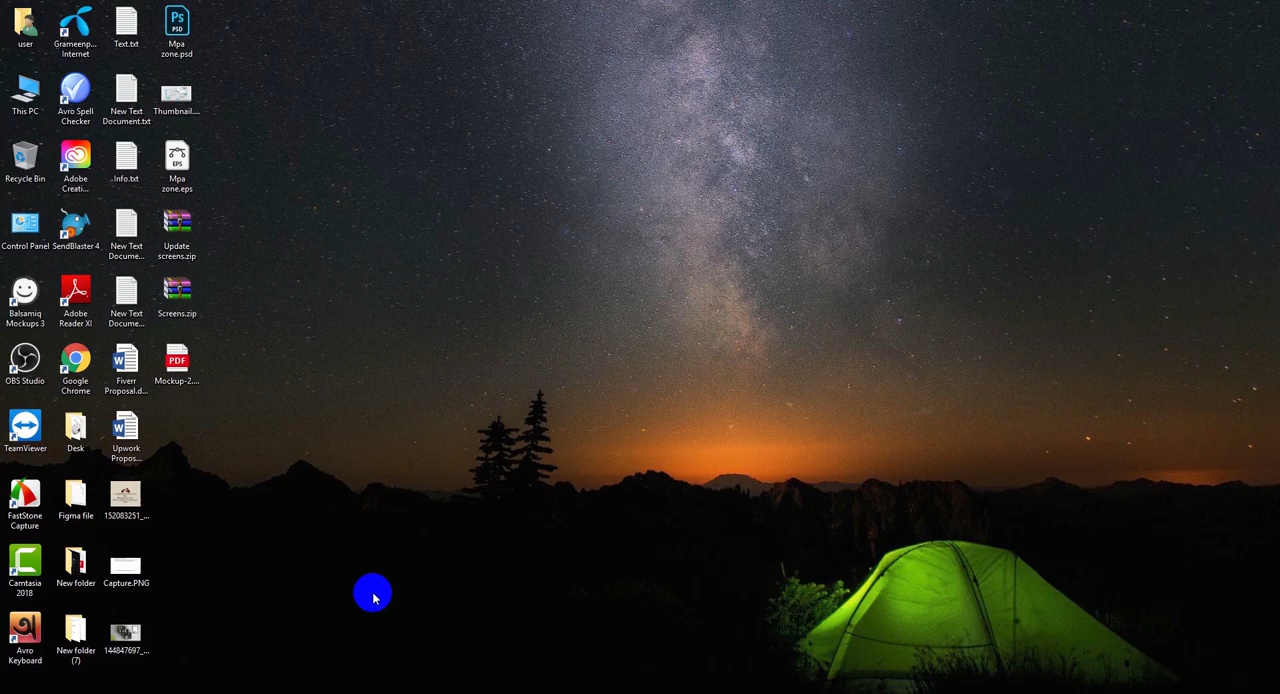 user
Grameenp...
Internet
Text.txt
Ps
PSD
Mpa
zone.psd
This PC
Avro Spell
Checker
New Text
Document.txt
Thumbnail....
Recycle Bin
Adobe
Creati...
Info.txt
EPS
Mpa
zone.eps
Control Panel
SendBlaster 4
New Text
Docume...
Update
screens.zip
Balsamiq
Mockups 3
Adobe
Reader XI
New Text
Docume...
Screens.zip
OBS Studio
Google
Chrome
W
Fiverr
Proposal.d...
PDF
Mockup-2....
TeamViewer
Desk
W
Upwork
Propos...
FastStone
Capture
Figma file
152083251_...
C
Camtasia
2018
New folder
Capture.PNG
অ
Avro
Keyboard
New folder
(7)
144847697_...